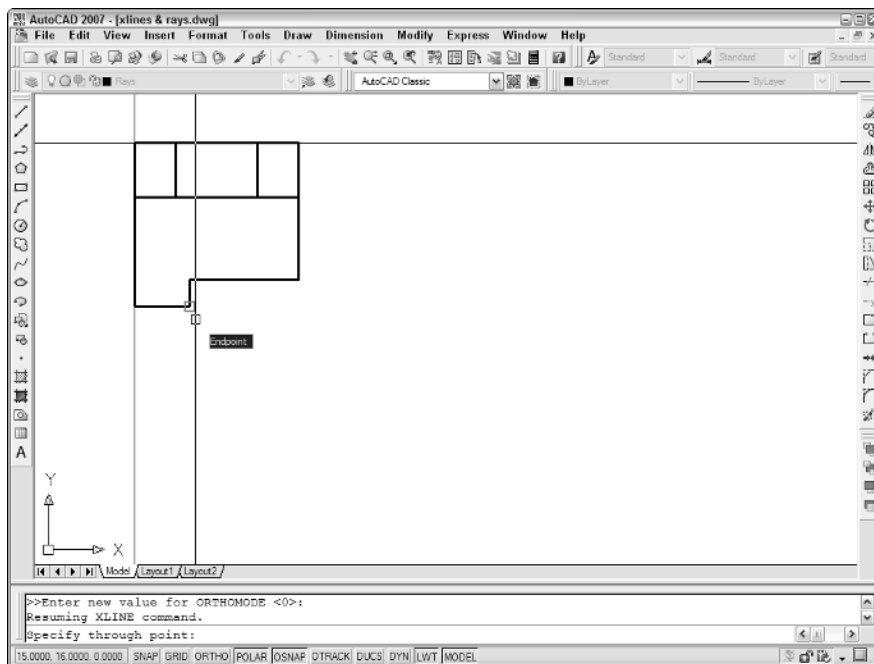 AutoCAD 2007 - [xlines & rays.dwg]
File Edit View Insert Format Tools Draw Dimension Modify Express Window Help
Standard Standard Standard
Rays AutoCAD Classic ByLayer ByLayer
A
Endpoint
Y
X
Model Layout1 Layout2
>>Enter new value for ORTHOMODE <0>:
Resuming XLINE command.
Specify through point:
15.0000, 16.0000, 0.0000 SNAP GRID ORTHO POLAR OSNAP OTRACK DUCS DYN LWT MODEL